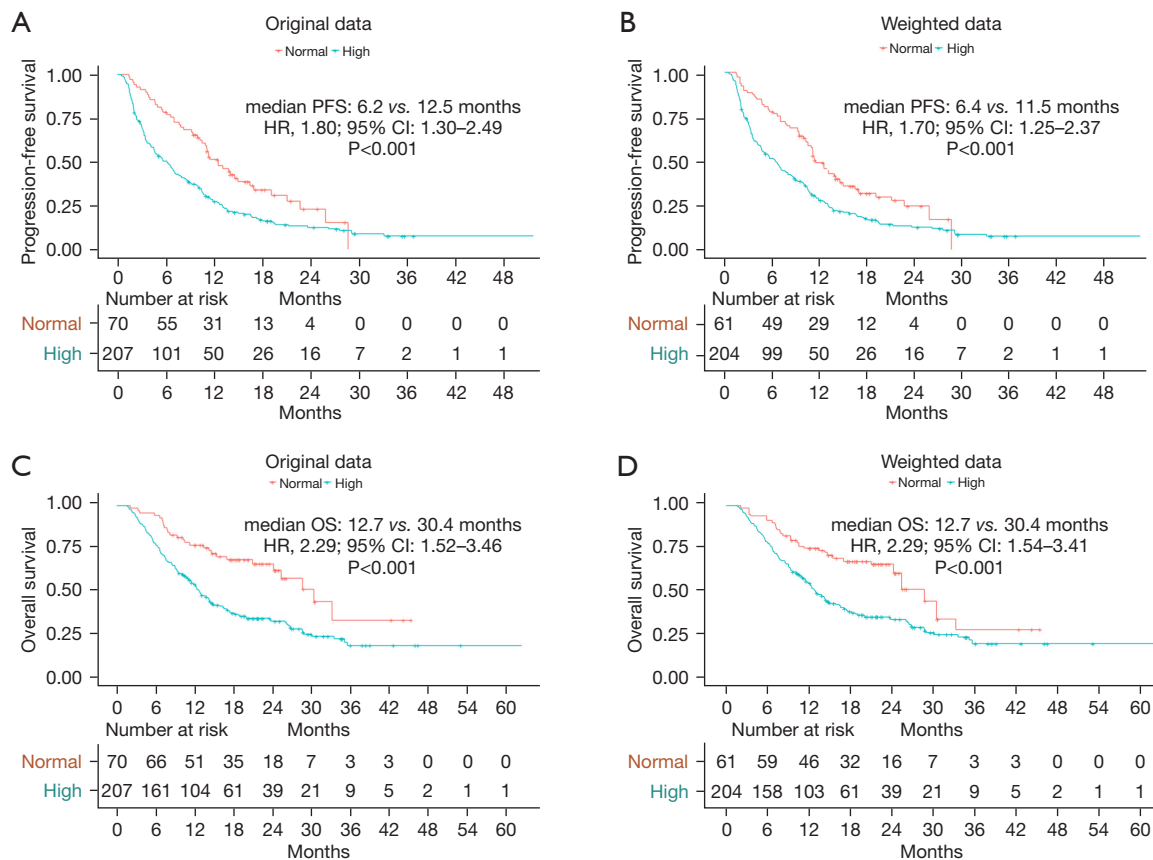 A
Original data
Normal High
Progression-free survival
1.00
0.75
0.50
0.25
0.00
median PFS: 6.2 vs. 12.5 months
HR, 1.80; 95% CI: 1.30–2.49
P<0.001
0 6 12 18 24 30 36 42 48
Number at risk Months
Normal 70 55 31 13 4 0 0 0 0
High 207 101 50 26 16 7 2 1 1
0 6 12 18 24 30 36 42 48
Months
B
Weighted data
Normal High
Progression-free survival
1.00
0.75
0.50
0.25
0.00
median PFS: 6.4 vs. 11.5 months
HR, 1.70; 95% CI: 1.25–2.37
P<0.001
0 6 12 18 24 30 36 42 48
Number at risk Months
Normal 61 49 29 12 4 0 0 0 0
High 204 99 50 26 16 7 2 1 1
0 6 12 18 24 30 36 42 48
Months
C
Original data
Normal High
Overall survival
1.00
0.75
0.50
0.25
0.00
median OS: 12.7 vs. 30.4 months
HR, 2.29; 95% CI: 1.52–3.46
P<0.001
0 6 12 18 24 30 36 42 48 54 60
Number at risk Months
Normal 70 66 51 35 18 7 3 3 0 0 0
High 207 161 104 61 39 21 9 5 2 1 1
0 6 12 18 24 30 36 42 48 54 60
Months
D
Weighted data
Normal High
Overall survival
1.00
0.75
0.50
0.25
0.00
median OS: 12.7 vs. 30.4 months
HR, 2.29; 95% CI: 1.54–3.41
P<0.001
0 6 12 18 24 30 36 42 48 54 60
Number at risk Months
Normal 61 59 46 32 16 7 3 3 0 0 0
High 204 158 103 61 39 21 9 5 2 1 1
0 6 12 18 24 30 36 42 48 54 60
Months